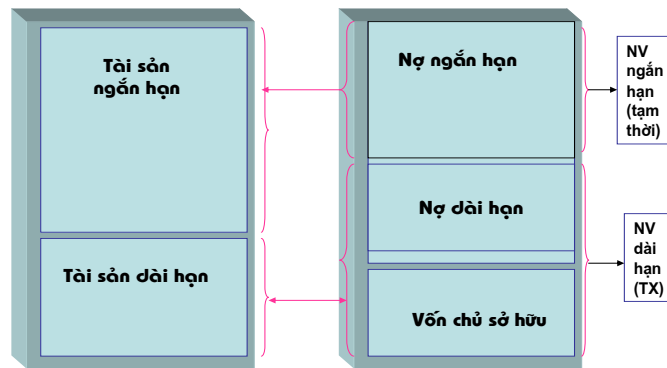 Tài sản
ngắn hạn
Tài sản dài hạn
Nợ ngắn hạn
Nợ dài hạn
Vốn chủ sở hữu
NV
ngắn
hạn
(tạm
thời)
NV
dài
hạn
(TX)